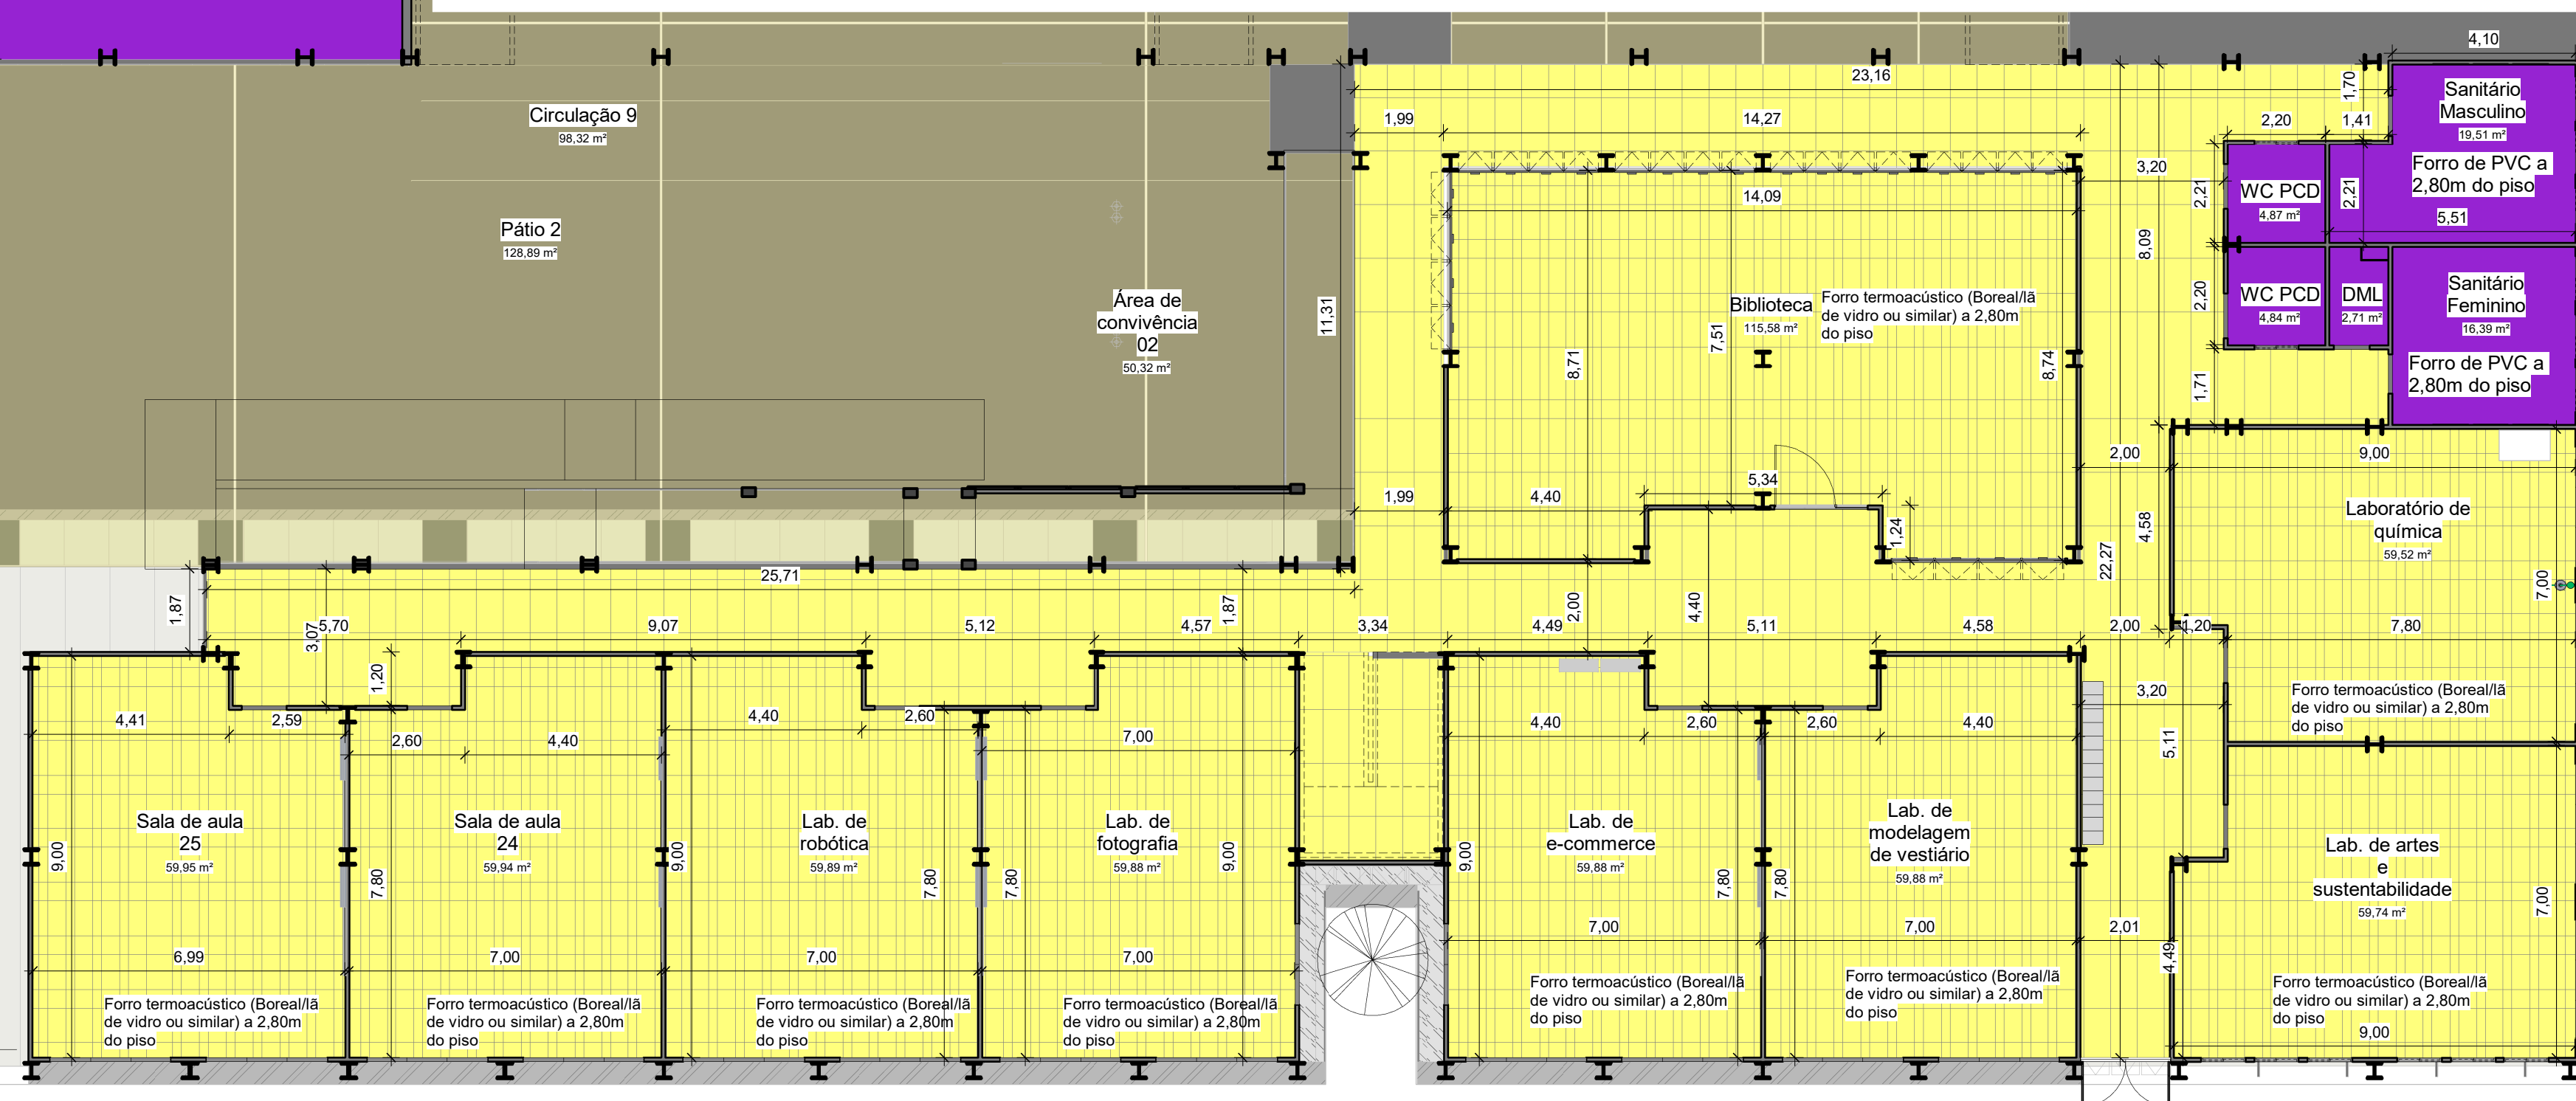 4,10
23,16
1,70
Sanitário
Masculino
19,51 m²
Circulação 9
98,32 m²
1,99
14,27
2,20
1,41
Forro de PVC a
2,80m do piso
3,20
WC PCD
4,87 m²
2,21
2,21
5,51
14,09
Pátio 2
128,89 m²
8,09
Área de
convivência
02
50,32 m²
11,31
Biblioteca
115,58 m²
Forro termoacústico (Boreal/lã
de vidro ou similar) a 2,80m
do piso
7,51
8,71
8,74
2,20
WC PCD
4,84 m²
DML
2,71 m²
Sanitário
Feminino
16,39 m²
Forro de PVC a
2,80m do piso
1,71
2,00
9,00
1,99
4,40
5,34
1,24
4,58
22,27
Laboratório de
química
59,52 m²
7,00
25,71
1,87
3,07
5,70
9,07
5,12
4,57
1,87
3,34
4,49
2,00
4,40
5,11
4,58
2,00
1,20
7,80
1,20
3,20
Forro termoacústico (Boreal/lã
de vidro ou similar) a 2,80m
do piso
4,41
2,59
2,60
4,40
4,40
2,60
7,00
4,40
2,60
2,60
4,40
5,11
Sala de aula
25
59,95 m²
9,00
Sala de aula
24
59,94 m²
7,80
Lab. de
robótica
59,89 m²
9,00
7,80
Lab. de
fotografia
59,88 m²
7,80
9,00
Lab. de
e-commerce
59,88 m²
9,00
7,80
Lab. de
modelagem
de vestiário
59,88 m²
7,80
Lab. de artes
e
sustentabilidade
59,74 m²
7,00
6,99
7,00
7,00
7,00
7,00
7,00
2,01
4,49
Forro termoacústico (Boreal/lã
de vidro ou similar) a 2,80m
do piso
Forro termoacústico (Boreal/lã
de vidro ou similar) a 2,80m
do piso
Forro termoacústico (Boreal/lã
de vidro ou similar) a 2,80m
do piso
Forro termoacústico (Boreal/lã
de vidro ou similar) a 2,80m
do piso
Forro termoacústico (Boreal/lã
de vidro ou similar) a 2,80m
do piso
Forro termoacústico (Boreal/lã
de vidro ou similar) a 2,80m
do piso
Forro termoacústico (Boreal/lã
de vidro ou similar) a 2,80m
do piso
9,00